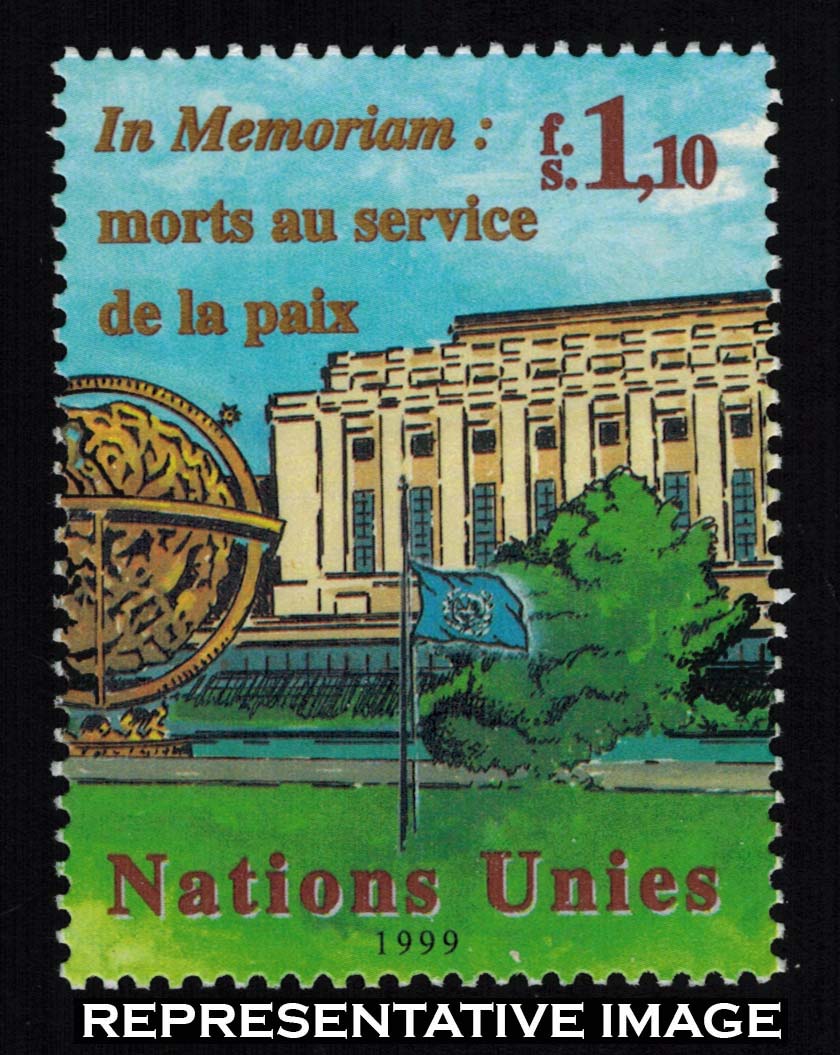 In Memoriam :
f.s. 1,10
morts au service
de la paix
Nations Unies
1999
REPRESENTATIVE IMAGE